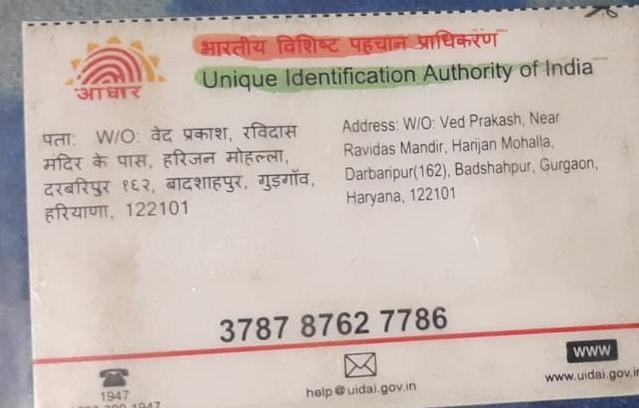 भारतीय विशिष्ट पहचान प्राधिकरण
Unique Identification Authority of India
आधार
पता: W/O: वेद प्रकाश, रविदास
मंदिर के पास, हरिजन मोहल्ला,
दरबारिपुर १६२, बादशाहपुर, गुड़गाँव,
हरियाणा, 122101
Address: W/O: Ved Prakash, Near
Ravidas Mandir, Harijan Mohalla,
Darbaripur(162), Badshahpur, Gurgaon,
Haryana, 122101
3787 8762 7786
1947
help@uidai.gov.in
www
www.uidai.gov.in